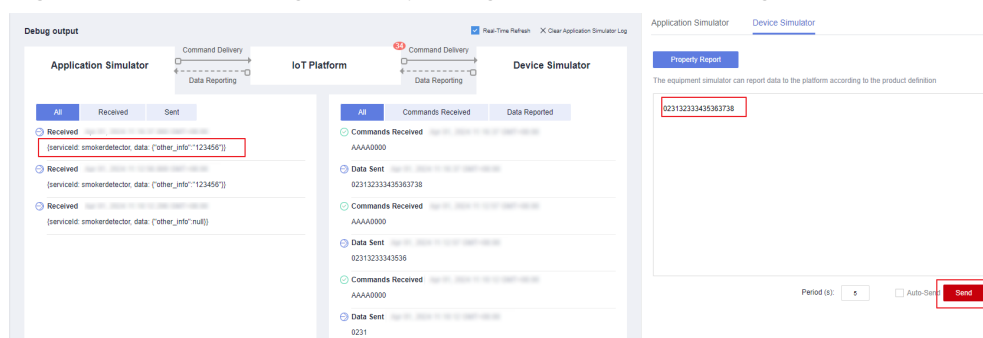 Debug output
Real-Time Refresh
Clear Application Simulator Log
Application Simulator
Command Delivery
Data Reporting
IoT Platform
34
Command Delivery
Data Reporting
Device Simulator
All
Received
Sent
Received
{serviceId: smokerdetector, data: {"other_info":"123456"}}
Received
{serviceId: smokerdetector, data: {"other_info":"123456"}}
Received
{serviceId: smokerdetector, data: {"other_info":null}}
All
Commands Received
Data Reported
Commands Received
AAAA0000
Data Sent
023132333435363738
Commands Received
AAAA0000
Data Sent
02313233343536
Commands Received
AAAA0000
Data Sent
0231
Application Simulator
Device Simulator
Property Report
The equipment simulator can report data to the platform according to the product definition
023132333435363738
Period (s):
5
Auto-Send
Send